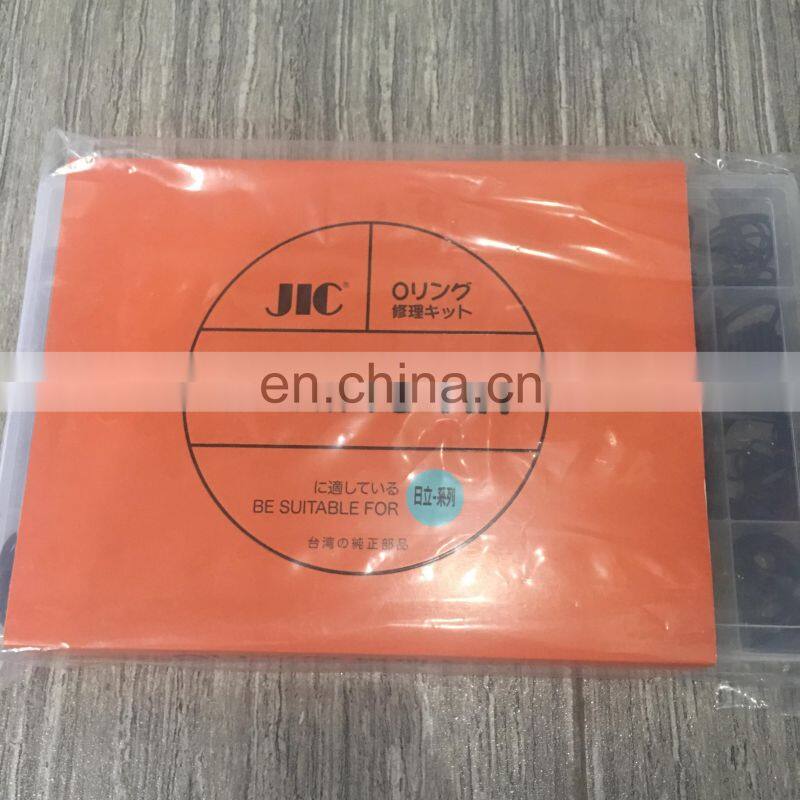 JIC®
Oリング
修理キット
en.china.cn
に適している
BE SUITABLE FOR
日立-系列
台湾の純正部品